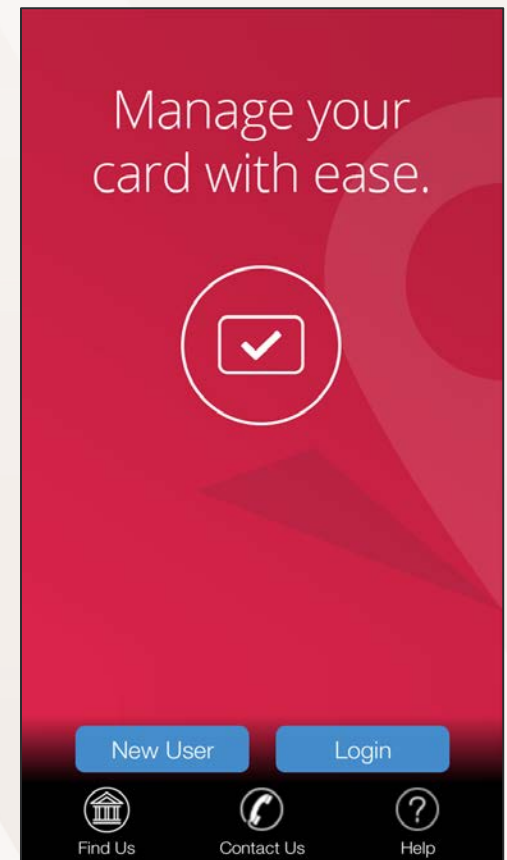 Manage your
card with ease.
New User
Login
Find Us
Contact Us
Help